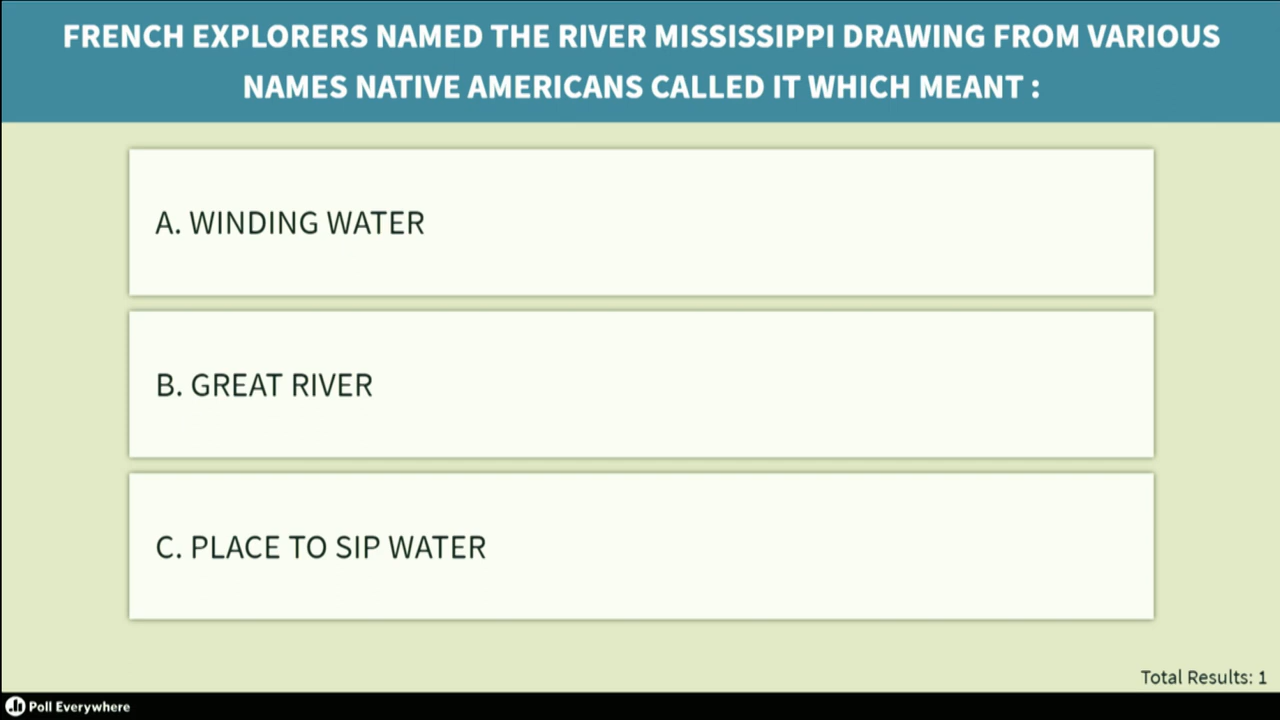 FRENCH EXPLORERS NAMED THE RIVER MISSISSIPPI DRAWING FROM VARIOUS
NAMES NATIVE AMERICANS CALLED IT WHICH MEANT :
A. WINDING WATER
B. GREAT RIVER
C. PLACE TO SIP WATER
Total Results: 1
Poll Everywhere